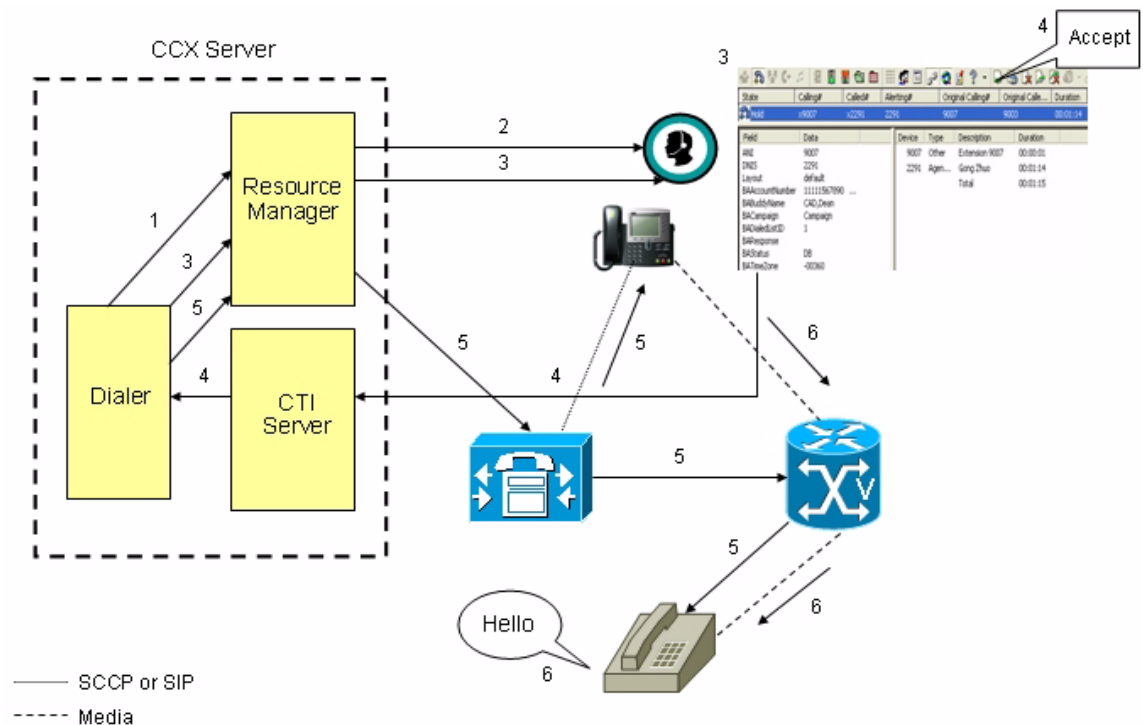 CCX Server
4
Accept
3
State Calling# Called# Alerting# Original Calling# Original Calle... Duration
Hold x9007 x2291 2291 9007 9003 00:01:14
Field Data
ANI 9007
DNIS 2291
Layout default
BAAccountNumber 11111567890 ...
BABuddyName CAD,Dean
BACampaign Campaign
BADialedListID 1
BAResponse
BAStatus DB
BATimeZone -00360
Device Type Description Duration
9007 Other Extension 9007 00:00:01
2291 Agen... Gong Zhuo 00:01:14
Total 00:01:15
2
3
Resource
Manager
1
3
5
5
5
6
4
4
Dialer
CTI
Server
5
V
5
6
Hello
6
SCCP or SIP
Media